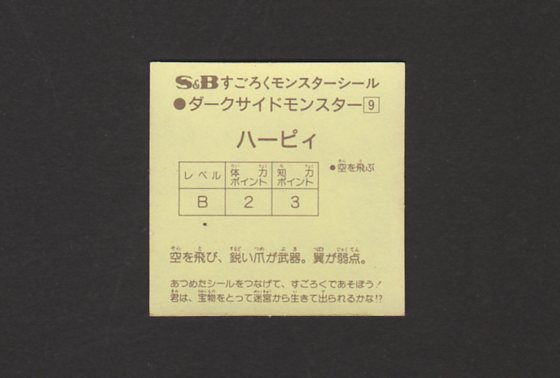 S&Bすごろくモンスターシール
●ダークサイドモンスター 9
ハーピィ
レベル 体力ポイント 知力ポイント
B 2 3
●空を飛ぶ
空を飛び、鋭い爪が武器。翼が弱点。
あつめたシールをつなげて、すごろくであそぼう!
君は、宝物をとって迷宮から生きて出られるかな!?